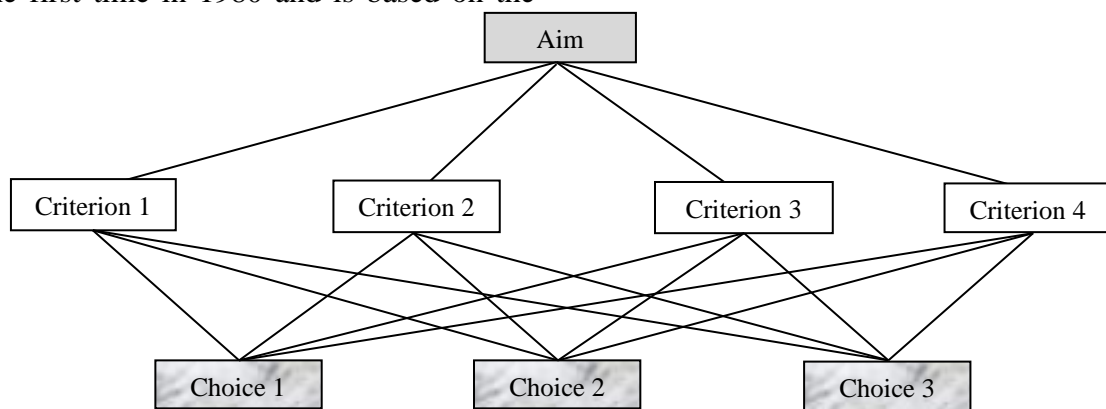 first time in 1980 and is based on the
Aim
Criterion 1 Criterion 2 Criterion 3 Criterion 4
Choice 1 Choice 2 Choice 3